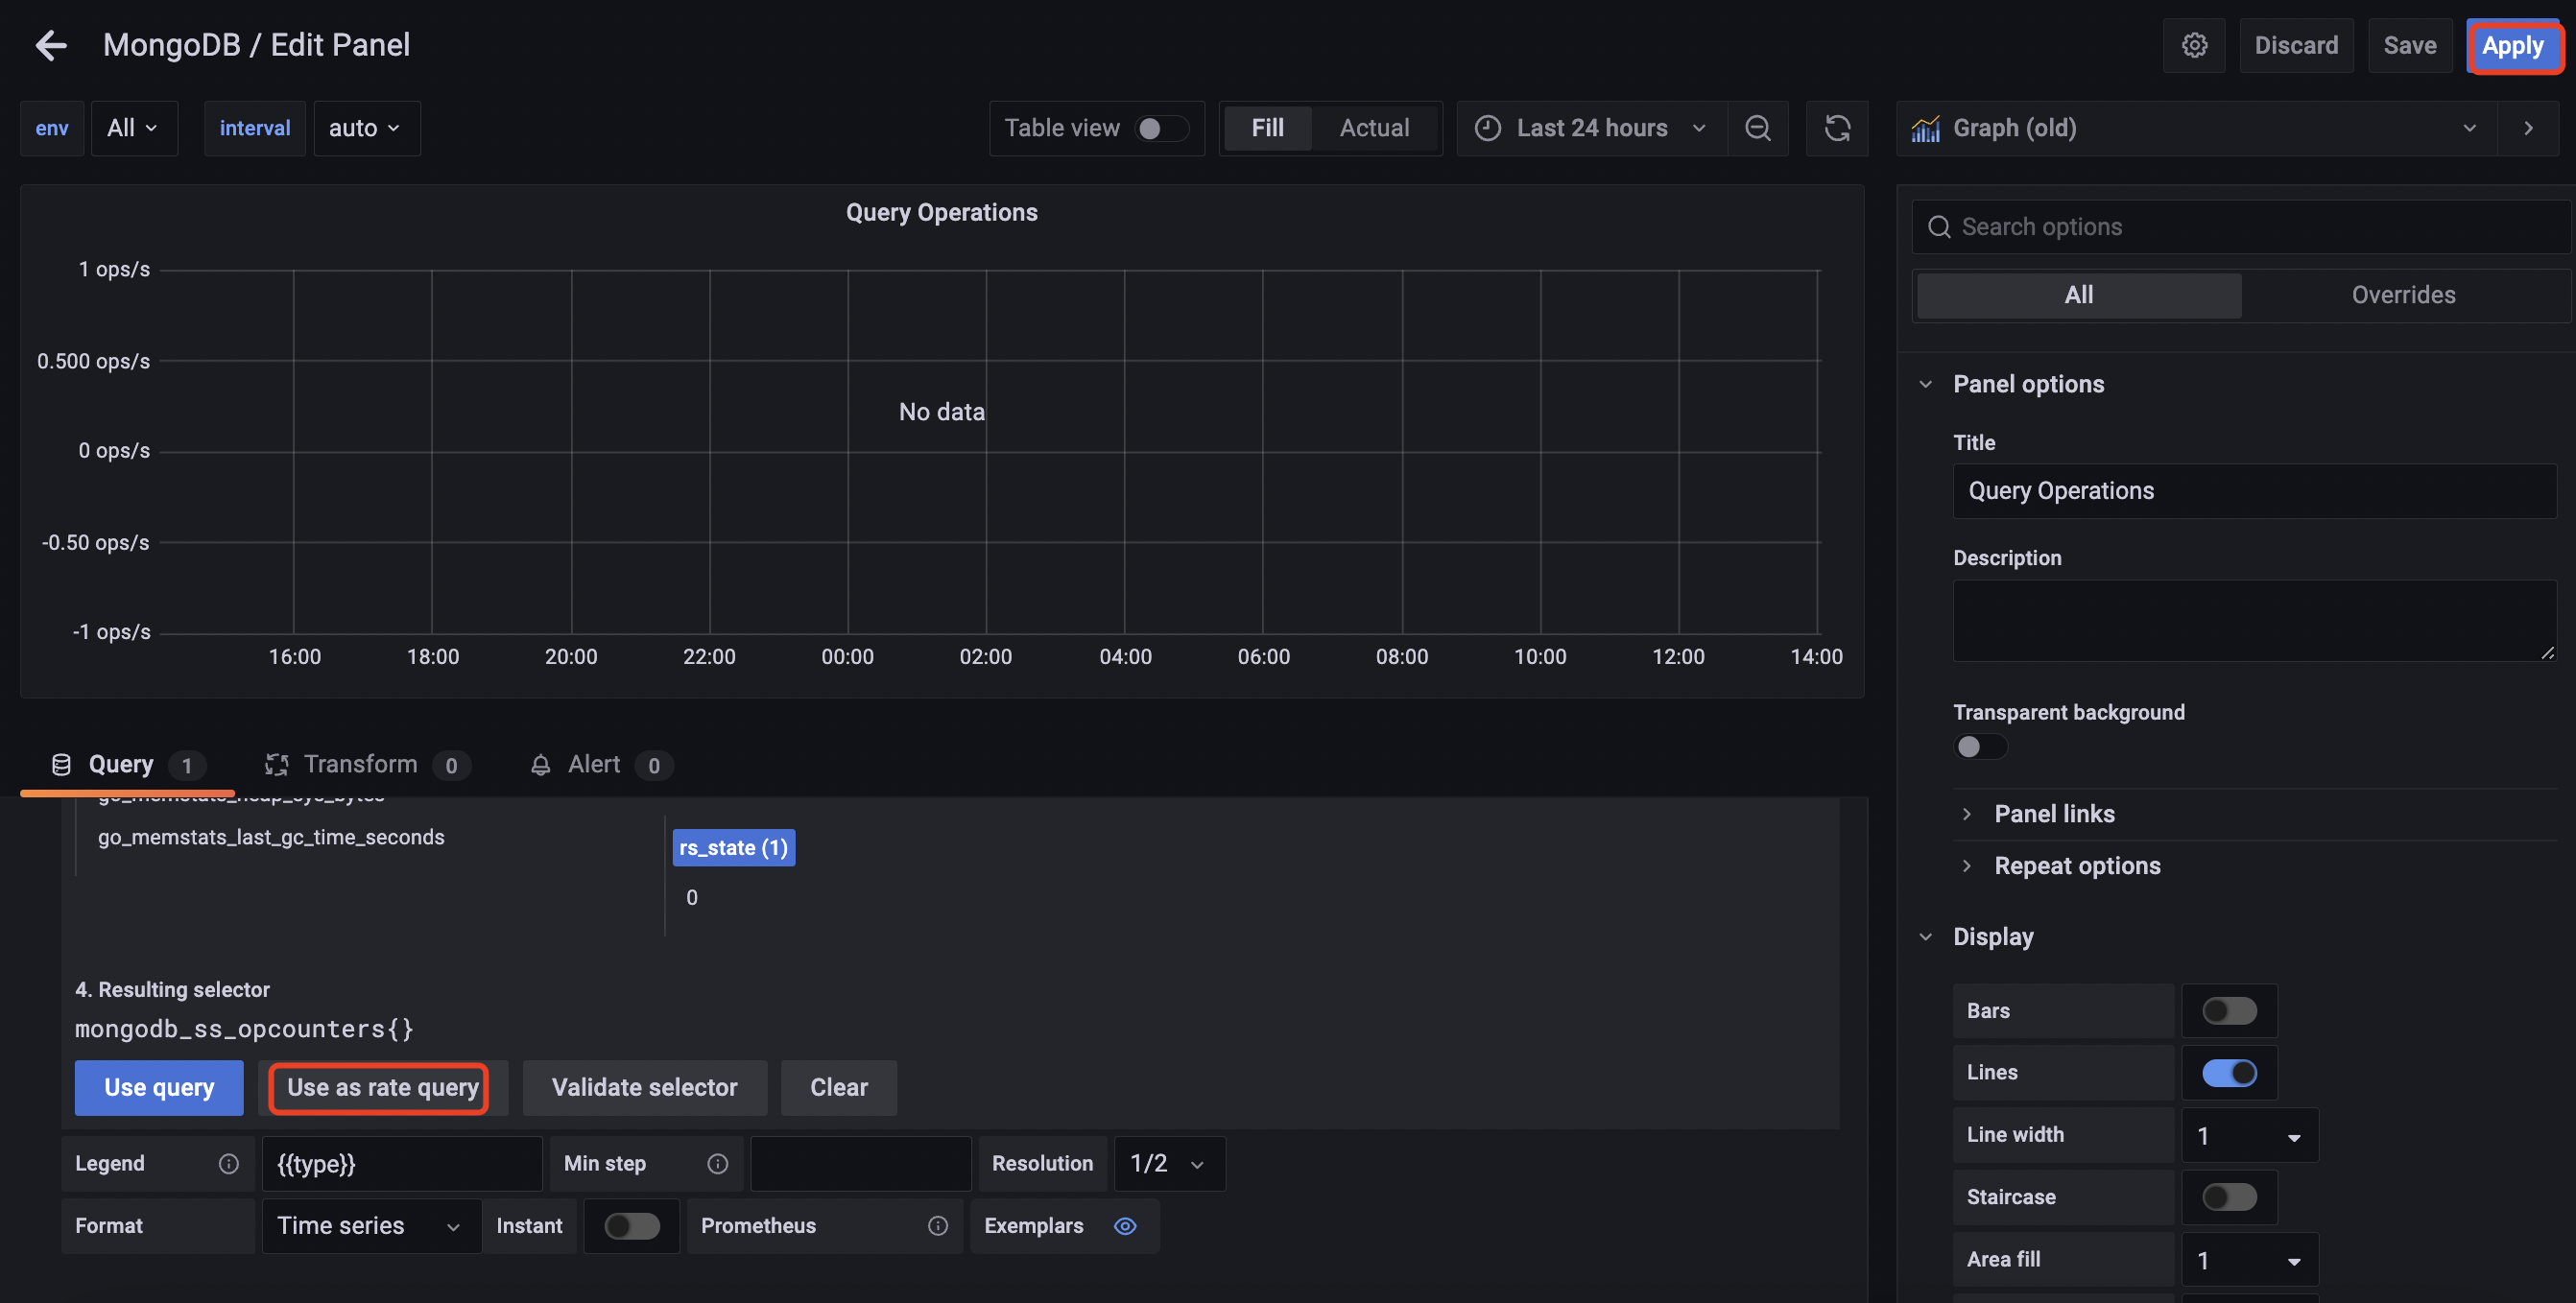 MongoDB / Edit Panel
Discard
Save
Apply
env
All
interval
auto
Table view
Fill
Actual
Last 24 hours
Graph (old)
Query Operations
1 ops/s
0.500 ops/s
0 ops/s
-0.50 ops/s
-1 ops/s
No data
16:00 18:00 20:00 22:00 00:00 02:00 04:00 06:00 08:00 10:00 12:00 14:00
Search options
All
Overrides
Panel options
Title
Query Operations
Description
Transparent background
Panel links
Repeat options
Display
Bars
Lines
Line width
1
Staircase
Area fill
1
Query 1
Transform 0
Alert 0
go_memstats_heap_sys_bytes
go_memstats_last_gc_time_seconds
rs_state (1)
0
4. Resulting selector
mongodb_ss_opcounters{}
Use query
Use as rate query
Validate selector
Clear
Legend
{{type}}
Min step
Resolution
1/2
Format
Time series
Instant
Prometheus
Exemplars